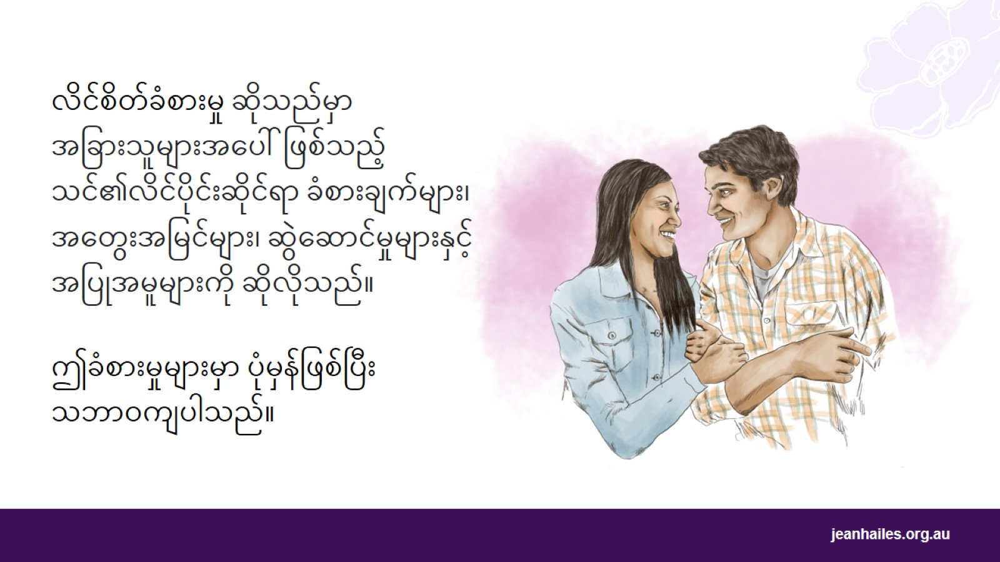 လိင်စိတ်ခံစားမှု ဆိုသည်မှာ
အခြားသူများအပေါ် ဖြစ်သည့်
သင်၏လိင်ပိုင်းဆိုင်ရာ ခံစားချက်များ၊
အတွေးအမြင်များ၊ ဆွဲဆောင်မှုများနှင့်
အပြုအမူများကို ဆိုလိုသည်။
ဤခံစားမှုများမှာ ပုံမှန်ဖြစ်ပြီး
သဘာဝကျပါသည်။
jeanhailes.org.au